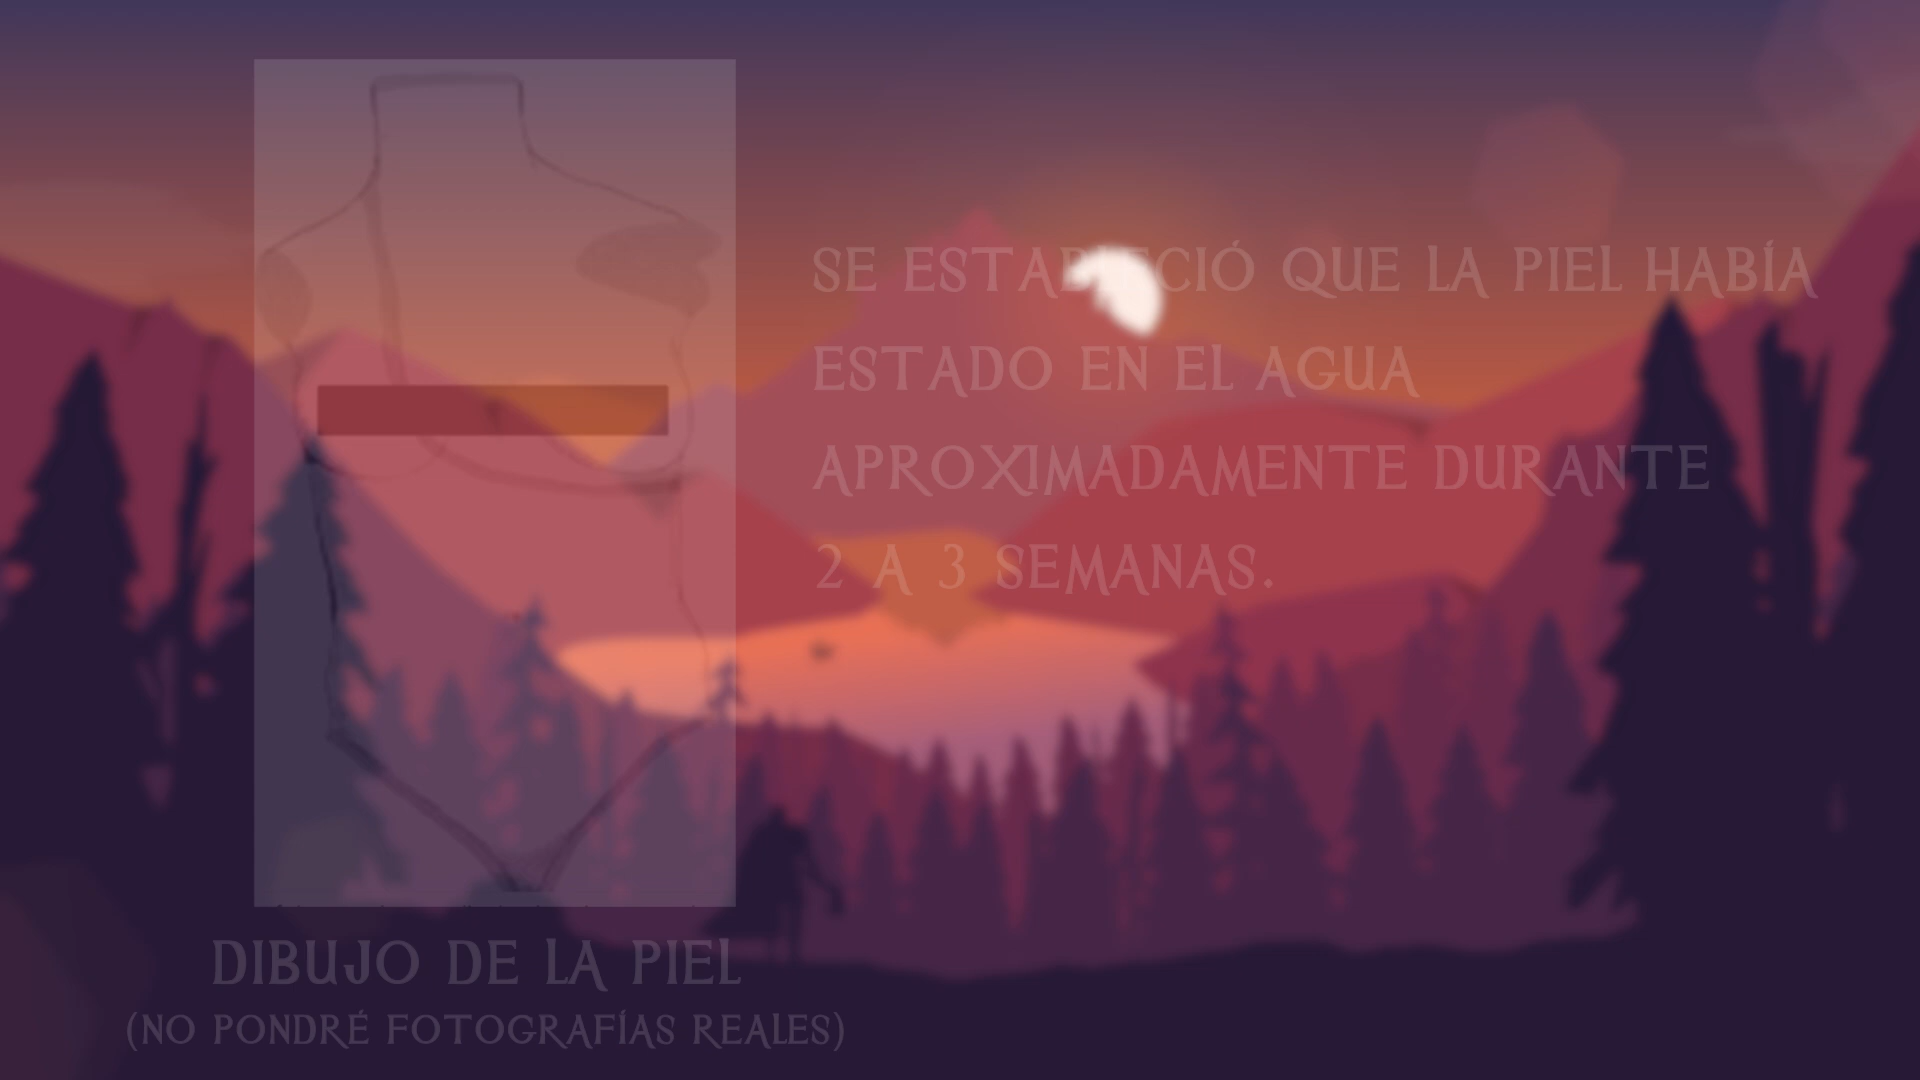 SE ESTABLECIÓ QUE LA PIEL HABÍA
ESTADO EN EL AGUA
APROXIMADAMENTE DURANTE
2 A 3 SEMANAS.
DIBUJO DE LA PIEL
(NO PONDRÉ FOTOGRAFÍAS REALES)